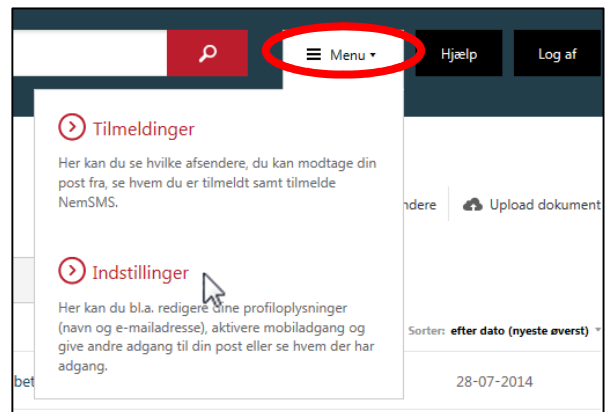 Menu
Hjælp
Log af
Tilmeldinger
Her kan du se hvilke afsendere, du kan modtage din
post fra, se hvem du er tilmeldt samt tilmelde
NemSMS.
ndere
Upload dokument
Indstillinger
Her kan du bl.a. redigere dine profiloplysninger
(navn og e-mailadresse), aktivere mobiladgang og
give andre adgang til din post eller se hvem der har
adgang.
Sorter: efter dato (nyeste øverst)
bet
28-07-2014